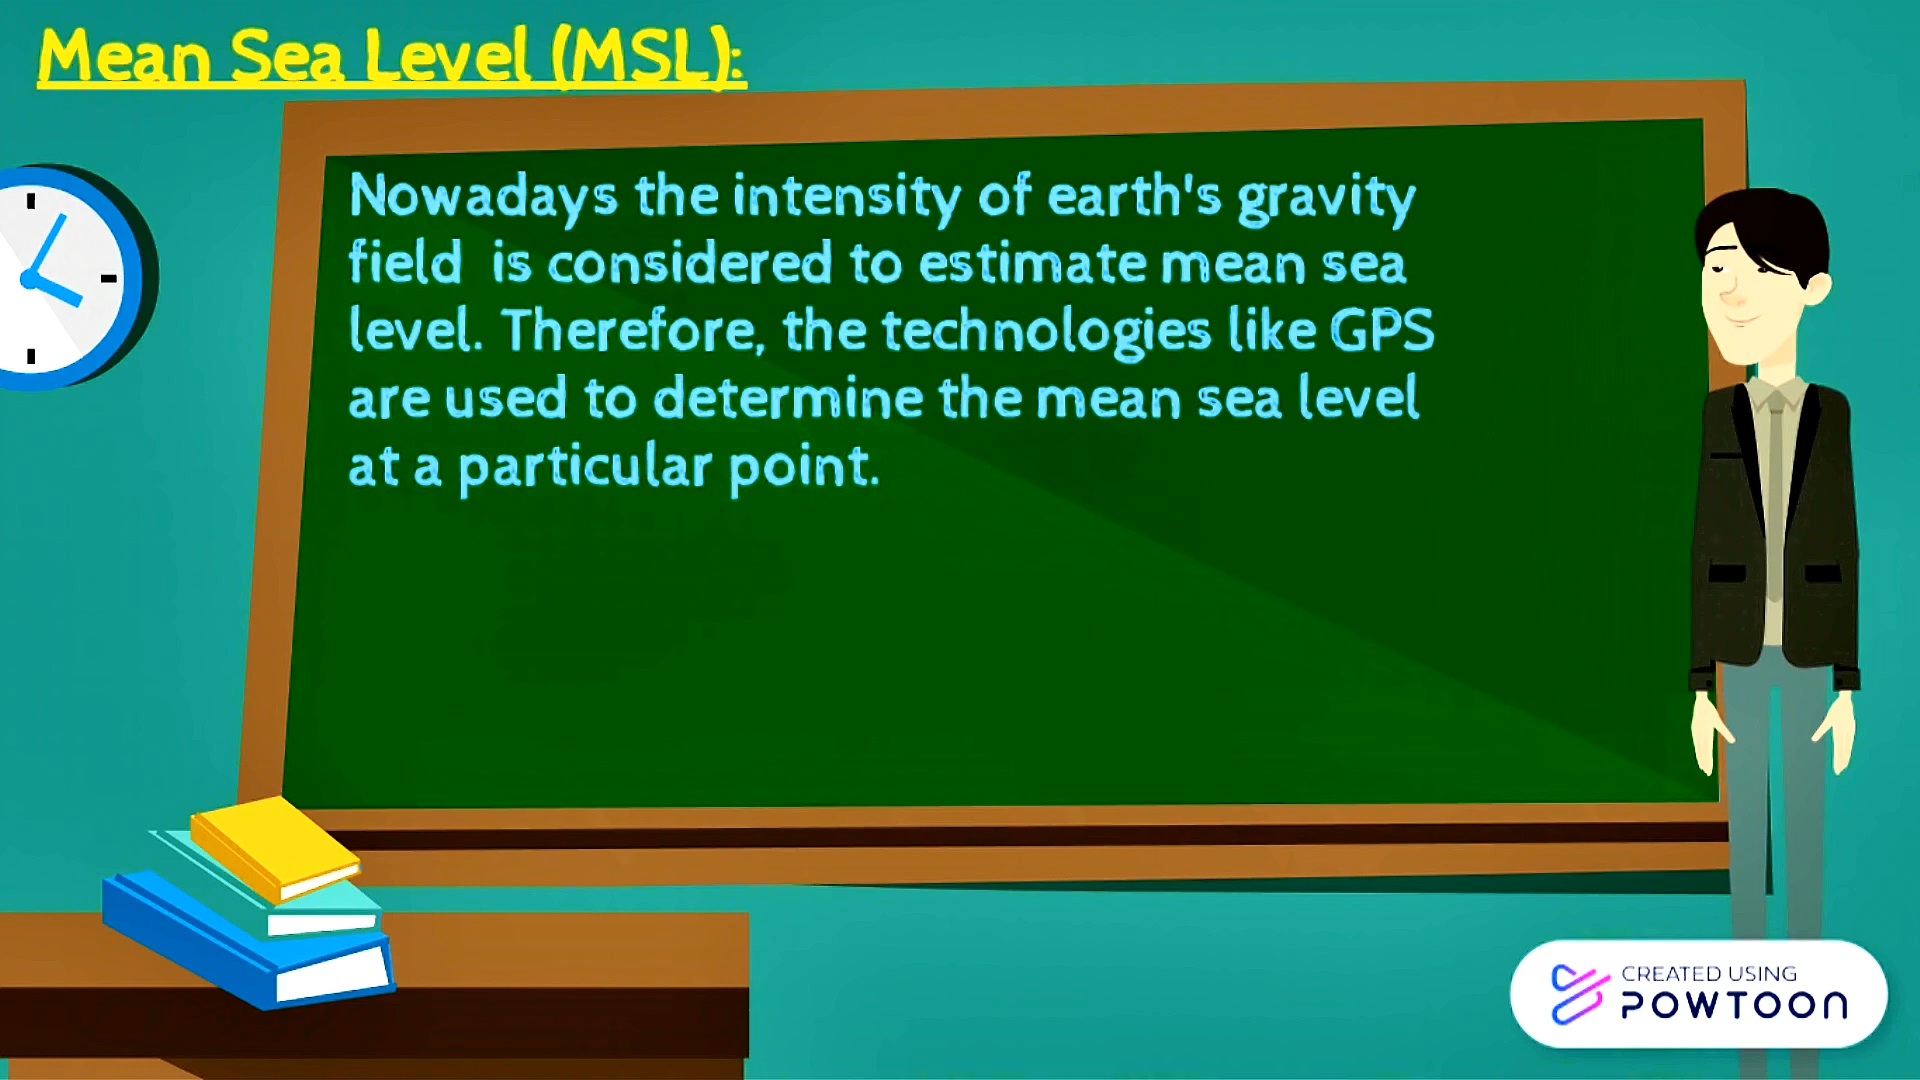 Mean Sea Level (MSL):
Nowadays the intensity of earth's gravity
field is considered to estimate mean sea
level. Therefore, the technologies like GPS
are used to determine the mean sea level
at a particular point.
CREATED USING
POWTOON